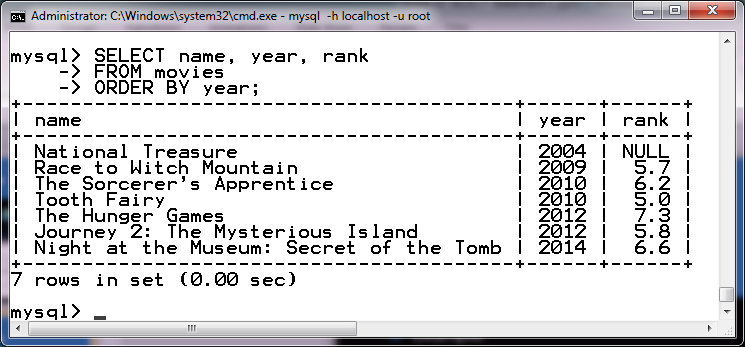 Administrator: C:\Windows\system32\cmd.exe - mysql -h localhost -u root
mysql> SELECT name, year, rank
    -> FROM movies
    -> ORDER BY year;
+-----------------------------------------------+------+------+
| name                                          | year | rank |
+-----------------------------------------------+------+------+
| National Treasure                             | 2004 | NULL |
| Race to Witch Mountain                        | 2009 |  5.7 |
| The Sorcerer's Apprentice                     | 2010 |  6.2 |
| Tooth Fairy                                   | 2010 |  5.0 |
| The Hunger Games                              | 2012 |  7.3 |
| Journey 2: The Mysterious Island              | 2012 |  5.8 |
| Night at the Museum: Secret of the Tomb       | 2014 |  6.6 |
+-----------------------------------------------+------+------+
7 rows in set (0.00 sec)
mysql> _